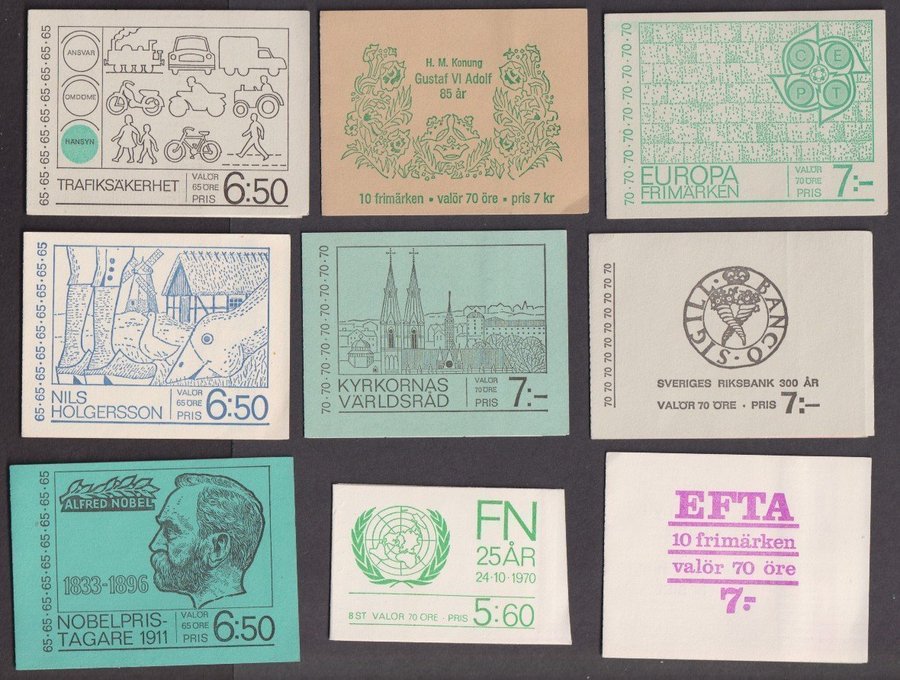 65·65·65·65·65·65
ANSVAR
OMDÖME
HÄNSYN
TRAFIKSÄKERHET
VALÖR
65 ÖRE
PRIS
6:50
H. M. Konung
Gustaf VI Adolf
85 år
10 frimärken • valör 70 öre • pris 7 kr
70·70·70·70·70·70
C E
P T
EUROPA
FRIMÄRKEN
VALÖR
70 ÖRE
PRIS
7:-
65·65·65·65·65·65
NILS
HOLGERSSON
VALÖR
65 ÖRE
PRIS
6:50
70·70·70·70·70·70
KYRKORNAS
VÄRLDSRÅD
VALÖR
70 ÖRE
PRIS
7:-
70 70 70 70 70 70
SIGILL·BANCO·
SVERIGES RIKSBANK 300 ÅR
VALÖR 70 ÖRE · PRIS 7:-
65·65·65·65·65·65
ALFRED NOBEL
1833-1896
NOBELPRIS-
TAGARE 1911
VALÖR
65 ÖRE
PRIS
6:50
FN
25 ÅR
24·10·1970
8 ST VALÖR 70 ÖRE · PRIS 5:60
EFTA
10 frimärken
valör 70 öre
7:-